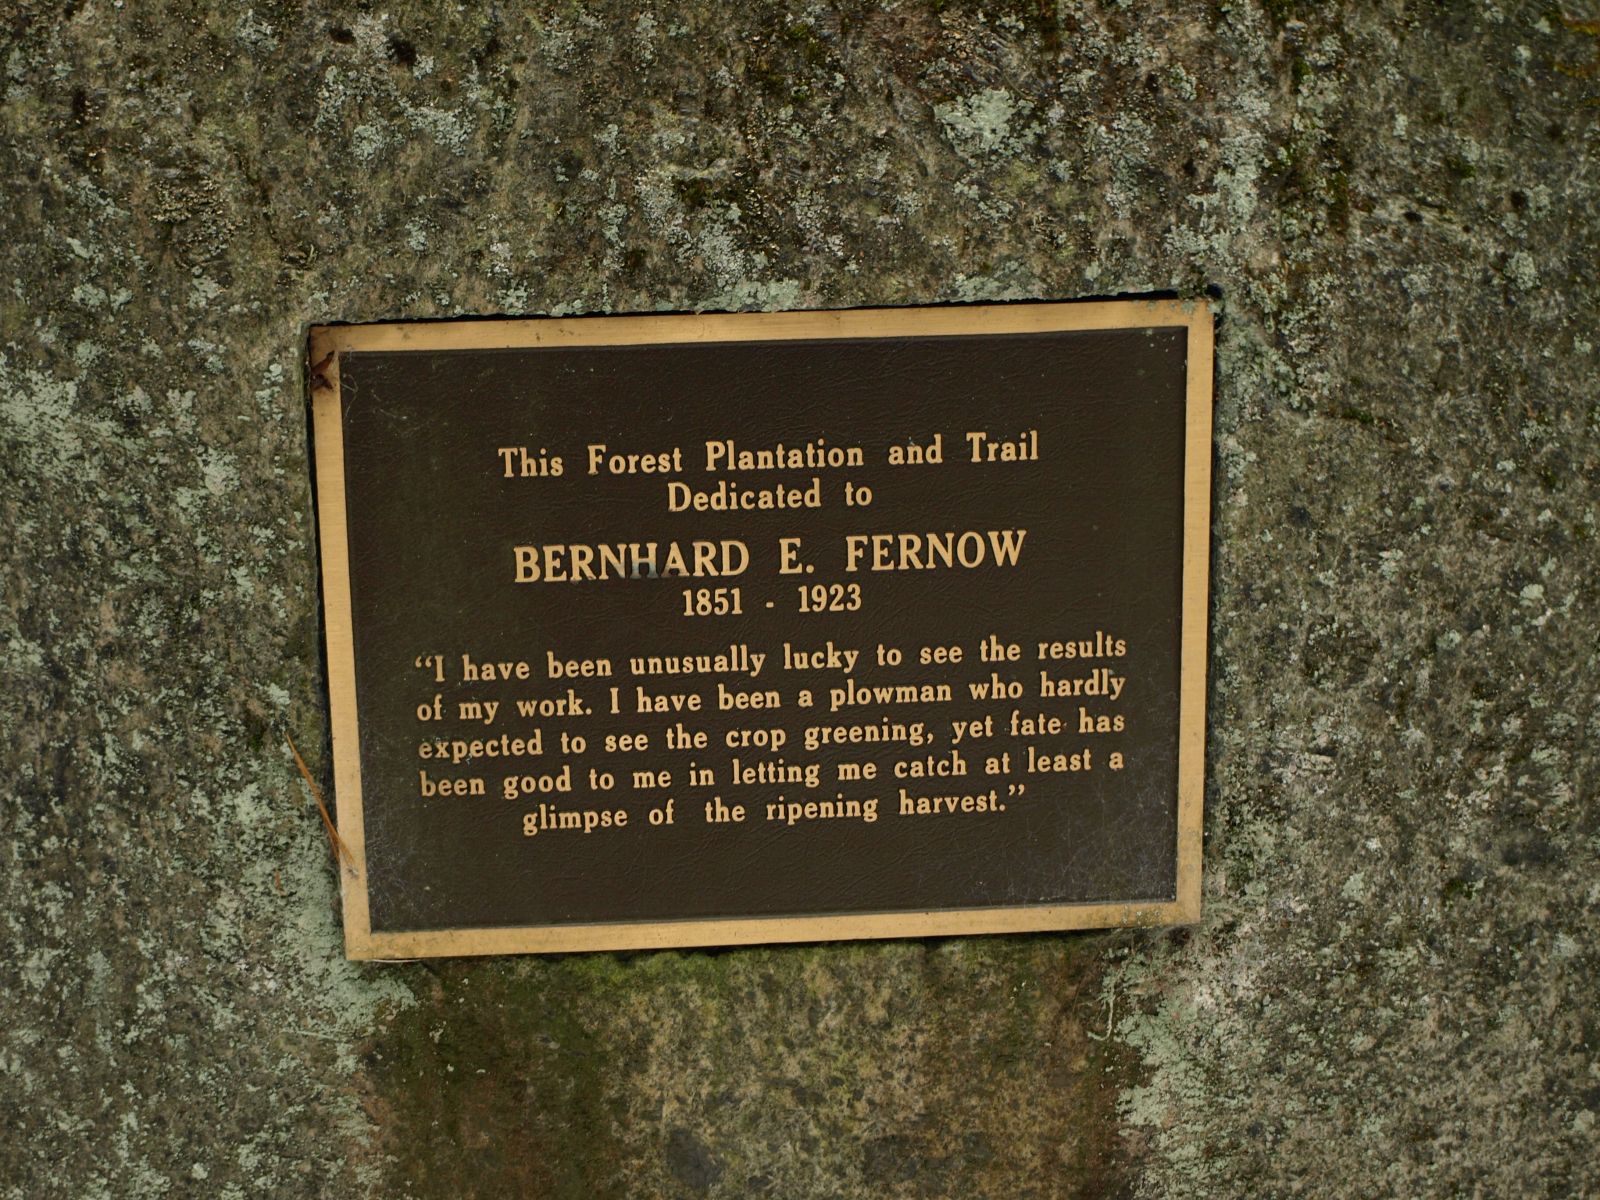 This Forest Plantation and Trail
Dedicated to
BERNHARD E. FERNOW
1851 - 1923
“I have been unusually lucky to see the results
of my work. I have been a plowman who hardly
expected to see the crop greening, yet fate has
been good to me in letting me catch at least a
glimpse of the ripening harvest.”